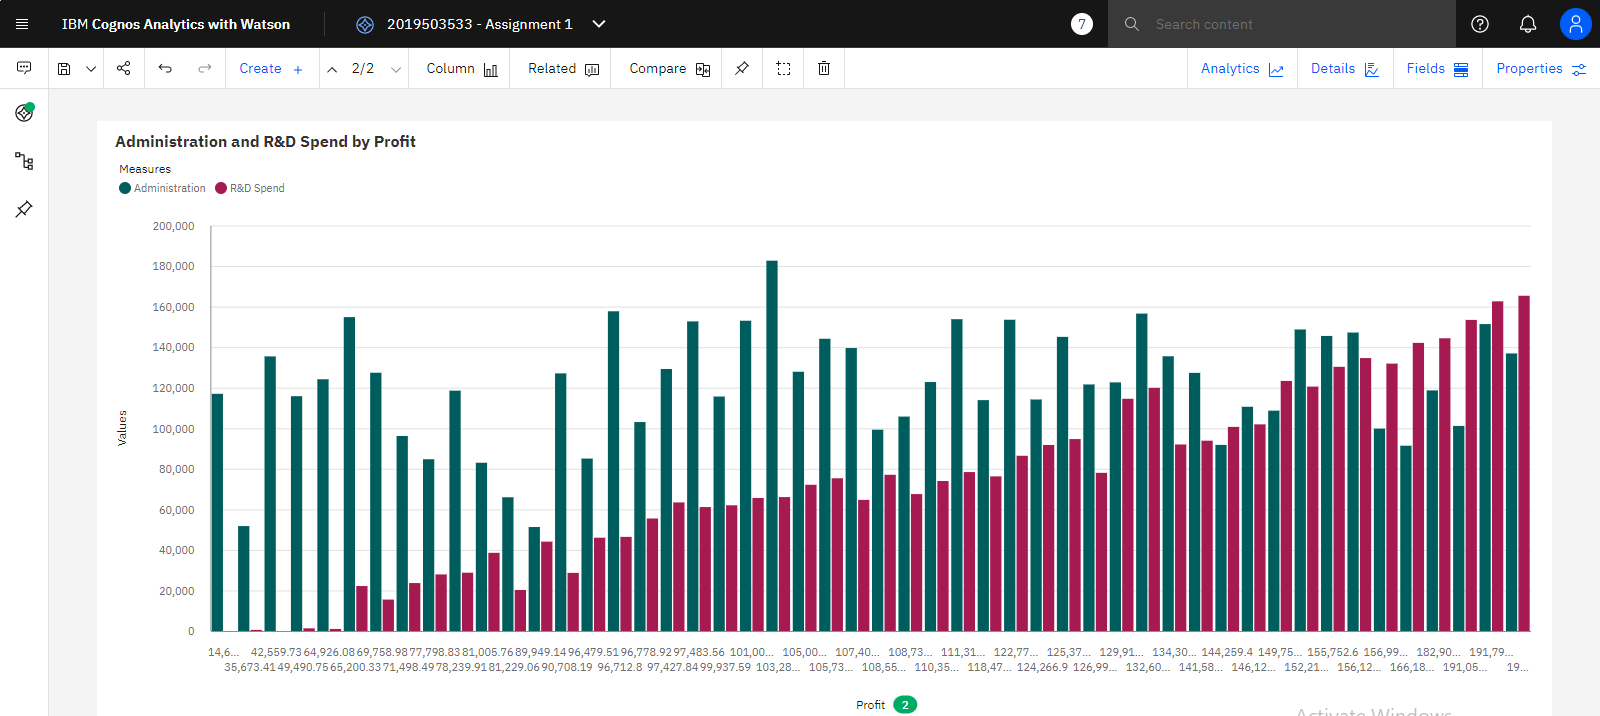 IBM Cognos Analytics with Watson
2019503533 - Assignment 1
7
Search content
Create +
2/2
Column
Related
Compare
Analytics
Details
Fields
Properties
Administration and R&D Spend by Profit
Measures
Administration
R&D Spend
200,000
180,000
160,000
140,000
120,000
100,000
80,000
60,000
40,000
20,000
0
Values
14,6... 42,559.73 64,926.08 69,758.98 77,798.83 81,005.76 89,949.14 96,479.51 96,778.92 97,483.56 101,00... 105,00... 107,40... 108,73... 111,31... 122,77... 125,37... 129,91... 134,30... 144,259.4 149,75... 155,752.6 156,99... 182,90... 191,79...
35,673.41 49,490.75 65,200.33 71,498.49 78,239.91 81,229.06 90,708.19 96,712.8 97,427.84 99,937.59 103,28... 105,73... 108,55... 110,35... 118,47... 124,266.9 126,99... 132,60... 141,58... 146,12... 152,21... 156,12... 166,18... 191,05... 19...
Profit 2
Activate Windows